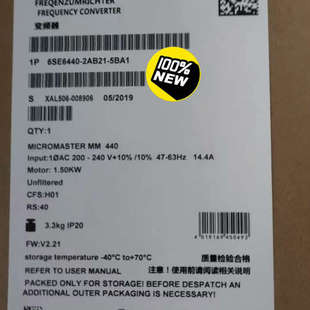 FREQENZUMRICHTER
FREQUENCY CONVERTER
变频器
1P 6SE6440-2AB21-5BA1
100%
NEW
S XAL506-008906 05/2019
QTY:1
MICROMASTER MM 440
Input:1ØAC 200 - 240 V+10% /10% 47-63Hz 14.4A
Motor: 1.50KW
Unfiltered
CFS:H01
RS:40
3.3kg IP20
FW:V2.21
4019169450493
storage temperature -40°C to+70°C
质量检验合格
REFER TO USER MANUAL
注意！使用前请阅读相关说明
PACKED ONLY FOR STORAGE! BEFORE DESPATCH AN
ADDITIONAL OUTER PACKAGING IS NECESSARY!